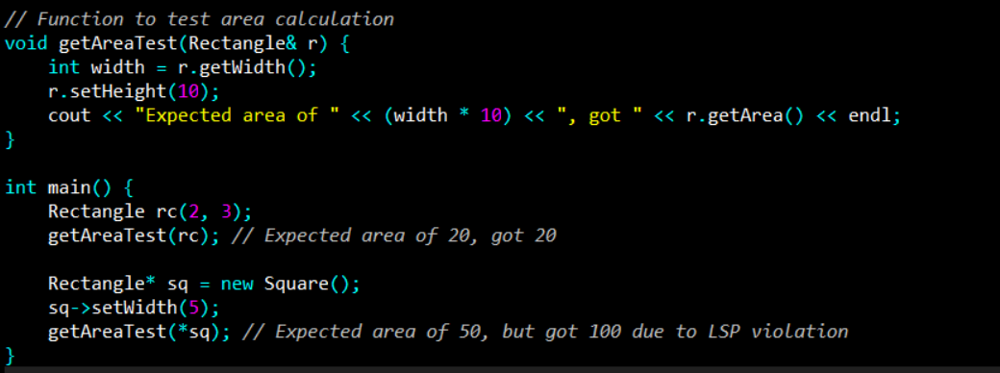 // Function to test area calculation
void getAreaTest(Rectangle& r) {
    int width = r.getWidth();
    r.setHeight(10);
    cout << "Expected area of " << (width * 10) << ", got " << r.getArea() << endl;
}

int main() {
    Rectangle rc(2, 3);
    getAreaTest(rc); // Expected area of 20, got 20

    Rectangle* sq = new Square();
    sq->setWidth(5);
    getAreaTest(*sq); // Expected area of 50, but got 100 due to LSP violation
}